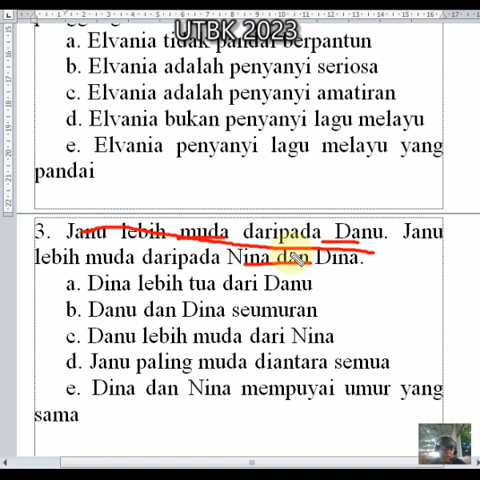 UTBK 2023
a. Elvania tidak pandai berpantun
b. Elvania adalah penyanyi seriosa
c. Elvania adalah penyanyi amatiran
d. Elvania bukan penyanyi lagu melayu
e. Elvania penyanyi lagu melayu yang
pandai
3. Janu lebih muda daripada Danu. Janu
lebih muda daripada Nina dan Dina.
a. Dina lebih tua dari Danu
b. Danu dan Dina seumuran
c. Danu lebih muda dari Nina
d. Janu paling muda diantara semua
e. Dina dan Nina mempuyai umur yang
sama